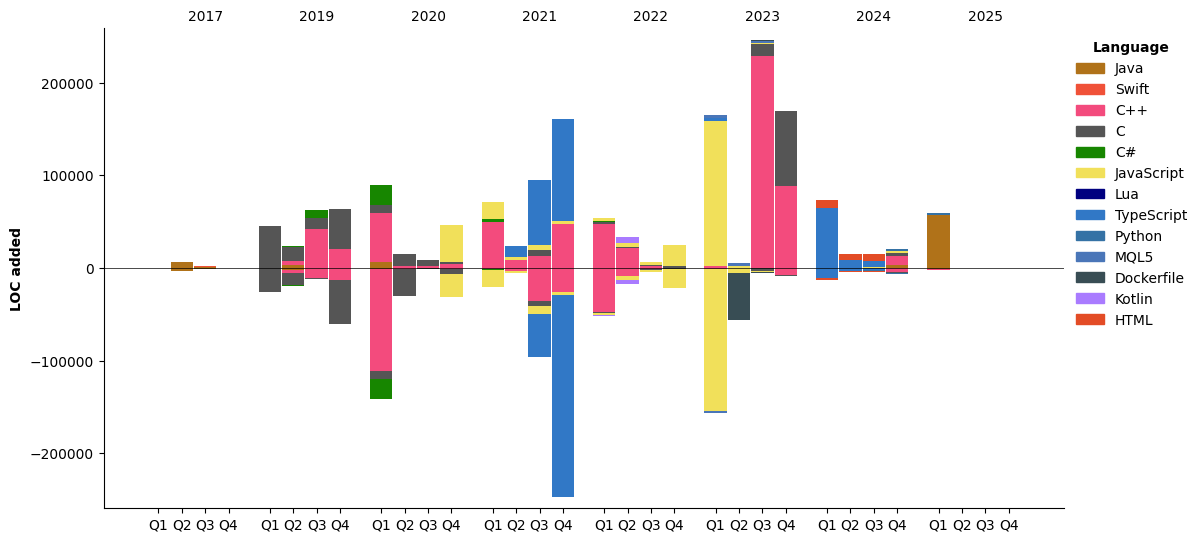 2017 2019 2020 2021 2022 2023 2024 2025
LOC added
200000
100000
0
−100000
−200000
Q1 Q2 Q3 Q4 Q1 Q2 Q3 Q4 Q1 Q2 Q3 Q4 Q1 Q2 Q3 Q4 Q1 Q2 Q3 Q4 Q1 Q2 Q3 Q4 Q1 Q2 Q3 Q4 Q1 Q2 Q3 Q4
Language
Java
Swift
C++
C
C#
JavaScript
Lua
TypeScript
Python
MQL5
Dockerfile
Kotlin
HTML